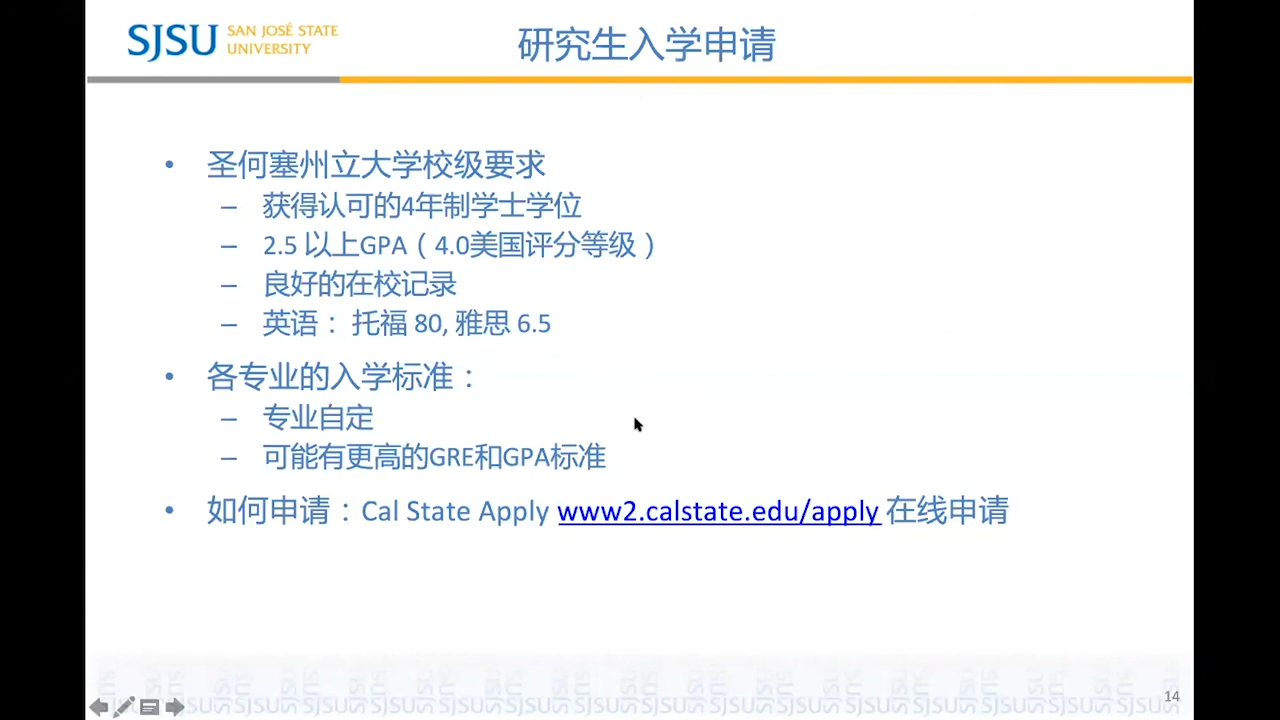 SJSU SAN JOSÉ STATE UNIVERSITY
研究生入学申请
• 圣何塞州立大学校级要求
– 获得认可的4年制学士学位
– 2.5 以上GPA（4.0美国评分等级）
– 良好的在校记录
– 英语： 托福 80, 雅思 6.5
• 各专业的入学标准：
– 专业自定
– 可能有更高的GRE和GPA标准
• 如何申请：Cal State Apply www2.calstate.edu/apply 在线申请
14